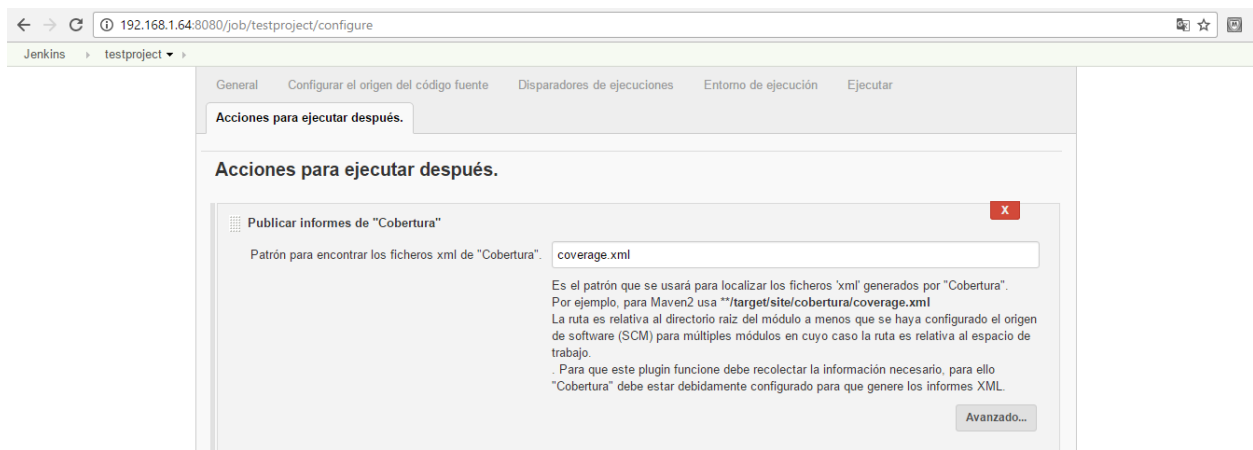 192.168.1.64:8080/job/testproject/configure
Jenkins testproject
General Configurar el origen del código fuente Disparadores de ejecuciones Entorno de ejecución Ejecutar
Acciones para ejecutar después.
Acciones para ejecutar después.
X
Publicar informes de "Cobertura"
Patrón para encontrar los ficheros xml de "Cobertura". coverage.xml
Es el patrón que se usará para localizar los ficheros 'xml' generados por "Cobertura".
Por ejemplo, para Maven2 usa **/target/site/cobertura/coverage.xml
La ruta es relativa al directorio raiz del módulo a menos que se haya configurado el origen
de software (SCM) para múltiples módulos en cuyo caso la ruta es relativa al espacio de
trabajo.
. Para que este plugin funcione debe recolectar la información necesario, para ello
"Cobertura" debe estar debidamente configurado para que genere los informes XML.
Avanzado...